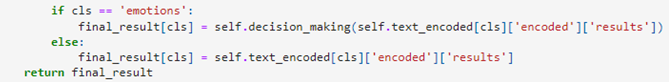 if cls == 'emotions':
final_result[cls] = self.decision_making(self.text_encoded[cls]['encoded']['results'])
else:
final_result[cls] = self.text_encoded[cls]['encoded']['results']
return final_result